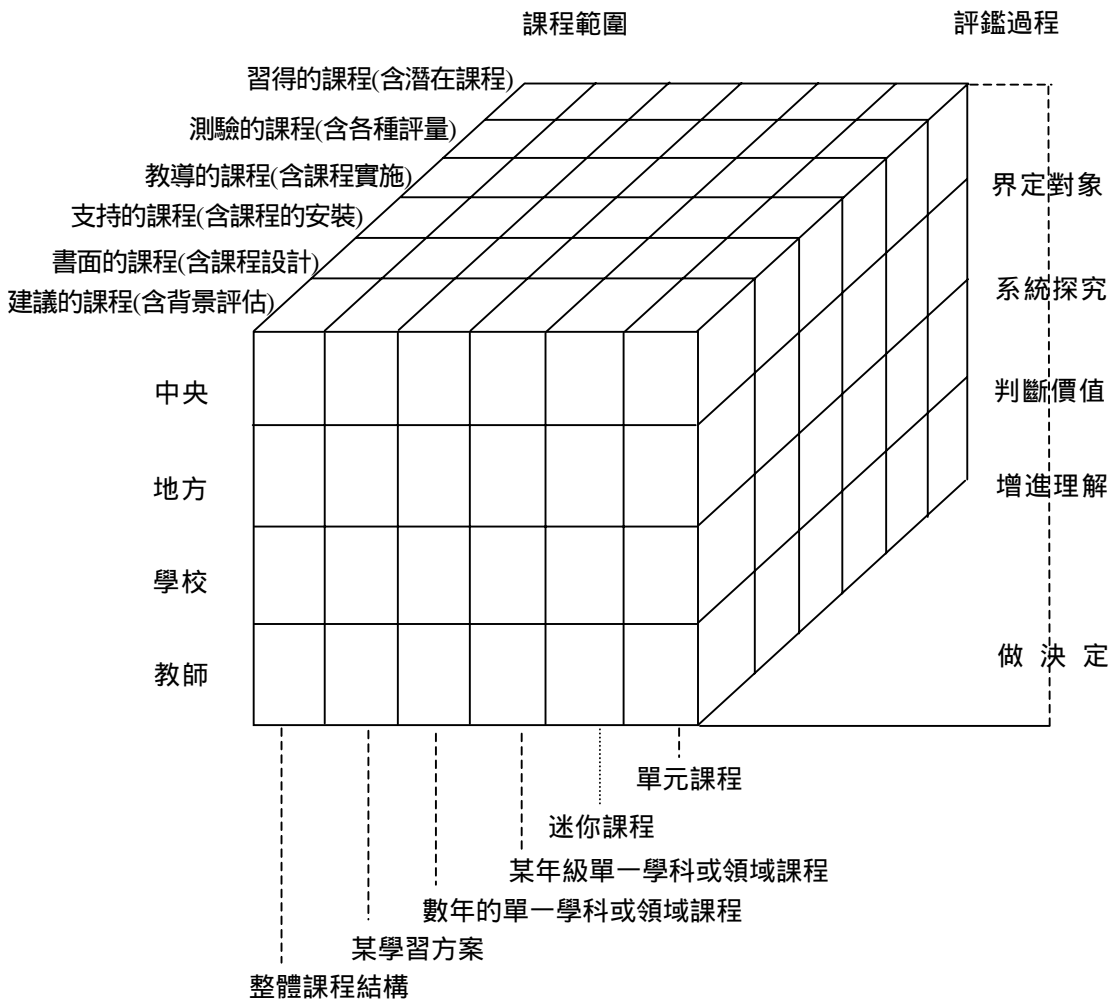 課程範圍
評鑑過程
習得的課程(含潛在課程)
測驗的課程(含各種評量)
教導的課程(含課程實施)
支持的課程(含課程的安裝)
書面的課程(含課程設計)
建議的課程(含背景評估)
界定對象
系統探究
判斷價值
增進理解
做 決 定
中央
地方
學校
教師
單元課程
迷你課程
某年級單一學科或領域課程
數年的單一學科或領域課程
某學習方案
整體課程結構